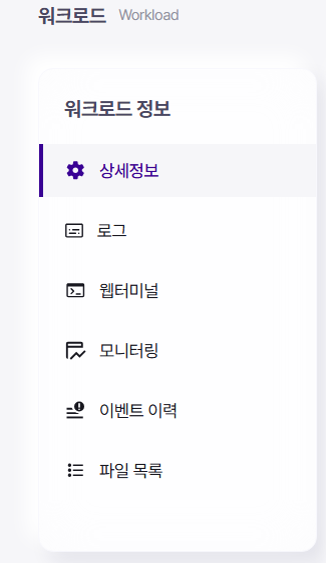 워크로드 Workload
워크로드 정보
상세정보
로그
웹터미널
모니터링
이벤트 이력
파일 목록